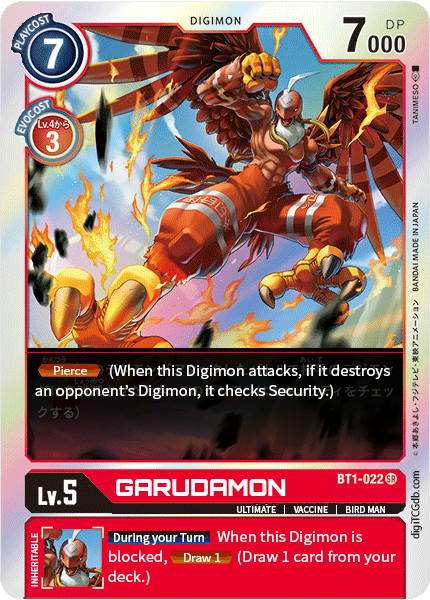 PLAYCOST
7
DIGIMON
DP
7000
EVOCOST
Lv.4から
3
TANIMESO
©本郷あきよし・フジテレビ・東映アニメーション BANDAI MADE IN JAPAN
Pierce (When this Digimon attacks, if it destroys
an opponent's Digimon, it checks Security.)
BT1-022 SR
Lv.5
GARUDAMON
ULTIMATE | VACCINE | BIRD MAN
digiTCGdb.com
INHERITABLE
During your Turn When this Digimon is
blocked, Draw 1 (Draw 1 card from your
deck.)